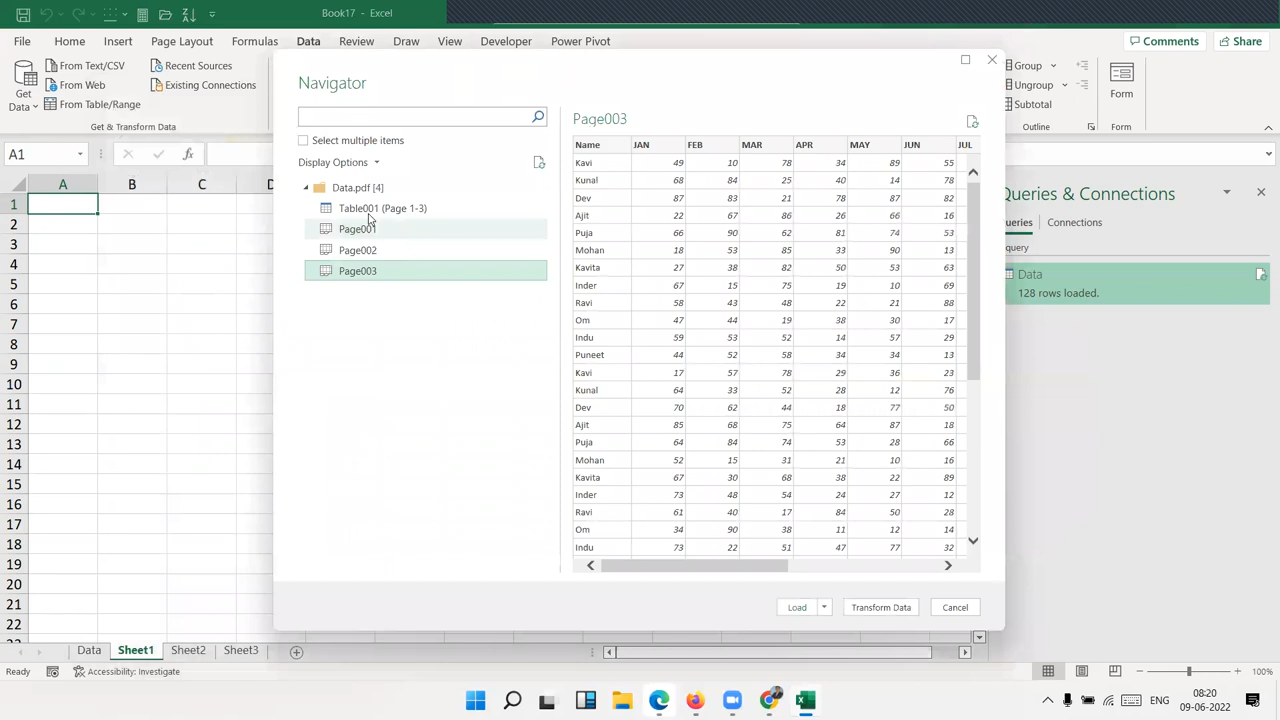 Book17 - Excel
File Home Insert Page Layout Formulas Data Review Draw View Developer Power Pivot Comments Share
Get Data
From Text/CSV
From Web
From Table/Range
Recent Sources
Existing Connections
Get & Transform Data
Group
Ungroup
Subtotal
Outline
Form
Form
A1
fx
A B C D
1
2
3
4
5
6
7
8
9
10
11
12
13
14
15
16
17
18
19
20
21
22
Navigator
Select multiple items
Display Options
Data.pdf [4]
Table001 (Page 1-3)
Page001
Page002
Page003
Page003
Name JAN FEB MAR APR MAY JUN JUL
Kavi 49 10 78 34 89 55
Kunal 68 84 25 40 14 78
Dev 87 83 21 78 87 82
Ajit 22 67 86 26 66 16
Puja 66 90 62 81 74 53
Mohan 18 53 85 33 90 13
Kavita 27 38 82 50 53 63
Inder 67 15 75 19 10 69
Ravi 58 43 48 22 21 88
Om 47 44 19 38 30 17
Indu 59 53 52 14 57 29
Puneet 44 52 58 34 34 13
Kavi 17 57 78 29 36 23
Kunal 64 33 52 28 12 76
Dev 70 62 44 18 77 50
Ajit 85 68 75 64 87 18
Puja 64 84 74 53 28 66
Mohan 52 15 31 21 10 16
Kavita 67 30 68 38 22 89
Inder 73 48 54 24 27 12
Ravi 61 40 17 84 50 28
Om 34 90 38 11 12 14
Indu 73 22 51 47 77 32
Load Transform Data Cancel
ueries & Connections
ueries Connections
query
Data
128 rows loaded.
Data Sheet1 Sheet2 Sheet3
Ready Accessibility: Investigate 100%
ENG 08:20
09-06-2022